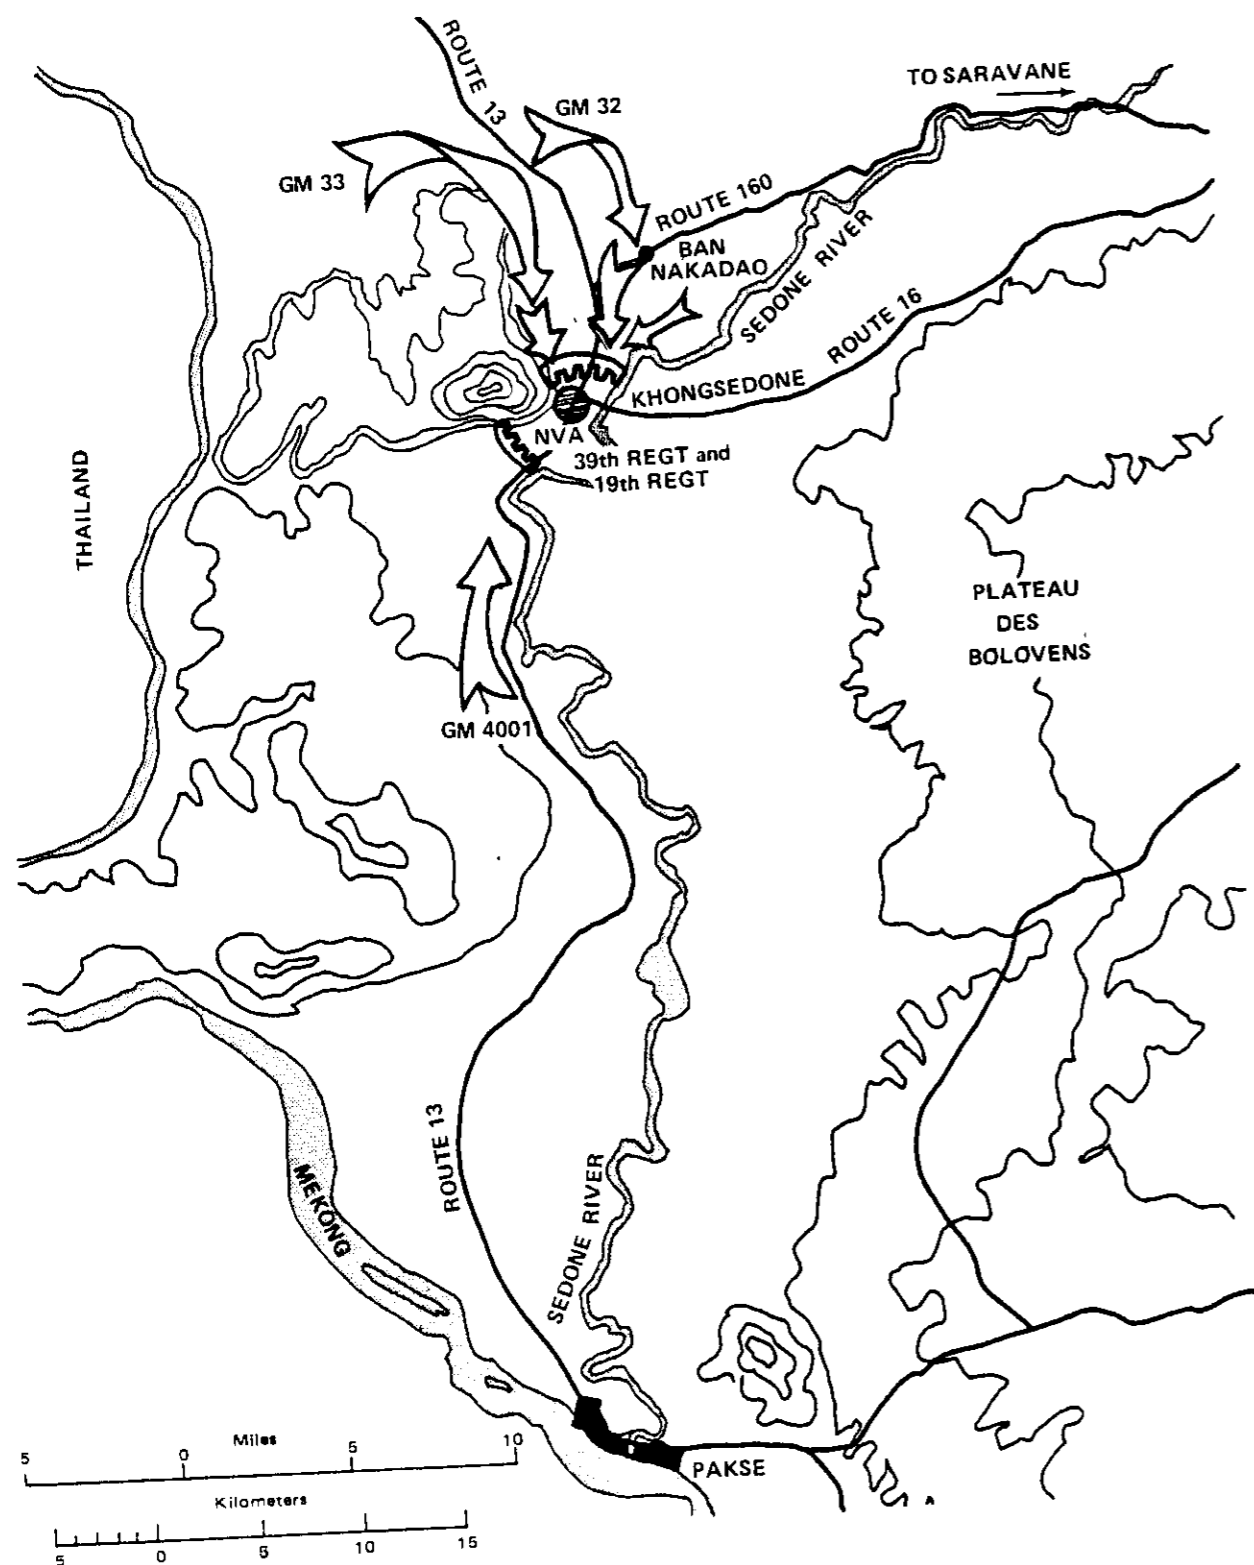 ROUTE 13
TO SARAVANE
GM 32
GM 33
ROUTE 160
BAN
NAKADAO
SEDONE RIVER
ROUTE 16
KHONGSEDONE
NVA
39th REGT and
19th REGT
THAILAND
PLATEAU
DES
BOLOVENS
GM 4001
ROUTE 13
MEKONG
SEDONE RIVER
PAKSE
Miles
5 0 5 10
Kilometers
5 0 5 10 15